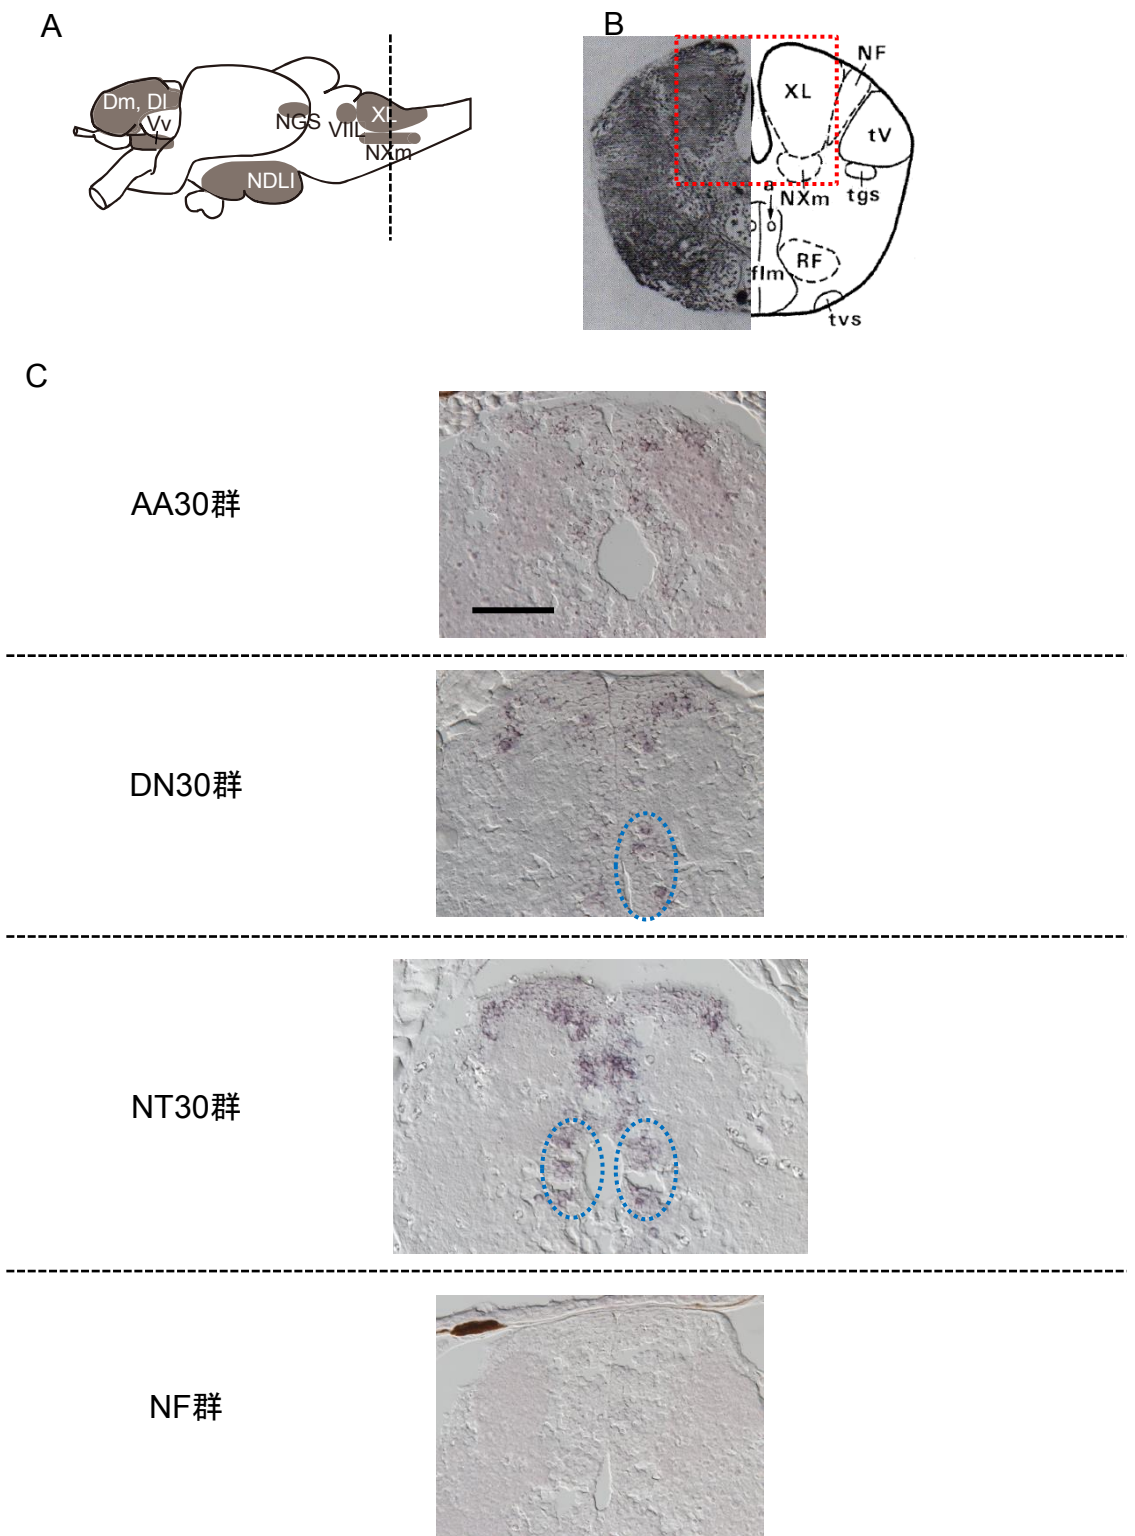 A
Dm, Dl
Vv
NGS
VIIL
XL
NXm
NDLI
B
NF
XL
tV
a
NXm
tgs
flm
RF
tvs
C
AA30群
DN30群
NT30群
NF群